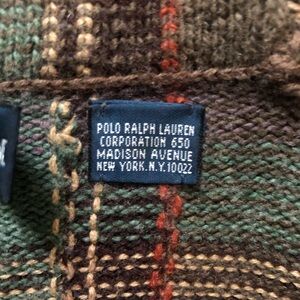 POLO RALPH LAUREN
CORPORATION 650
MADISON AVENUE
NEW YORK.N.Y.10022